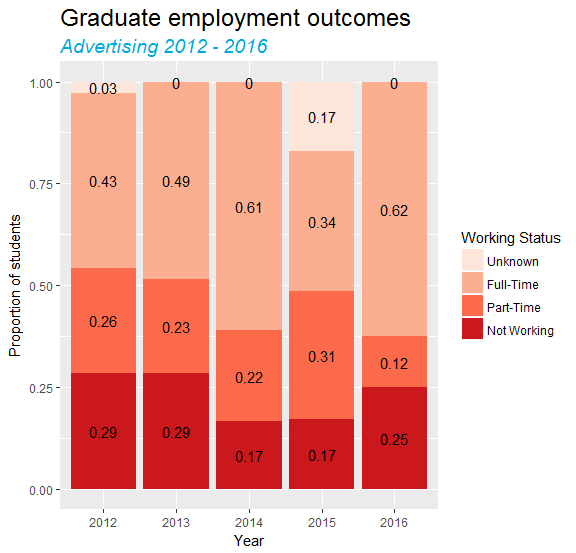 Graduate employment outcomes
Advertising 2012 - 2016
1.00
0.75
0.50
0.25
0.00
Proportion of students
0.03
0.43
0.26
0.29
0
0.49
0.23
0.29
0
0.61
0.22
0.17
0.17
0.34
0.31
0.17
0
0.62
0.12
0.25
2012 2013 2014 2015 2016
Year
Working Status
Unknown
Full-Time
Part-Time
Not Working